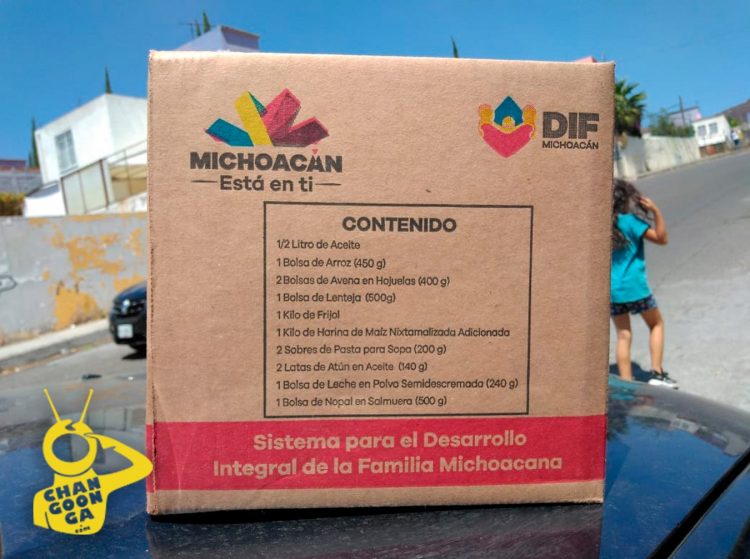 MICHOACÁN
Está en ti
DIF
MICHOACÁN
CONTENIDO
1/2 Litro de Aceite
1 Bolsa de Arroz (450 g)
2 Bolsas de Avena en Hojuelas (400 g)
1 Bolsa de Lenteja (500g)
1 Kilo de Frijol
1 Kilo de Harina de Maíz Nixtamalizada Adicionada
2 Sobres de Pasta para Sopa (200 g)
2 Latas de Atún en Aceite (140 g)
1 Bolsa de Leche en Polvo Semidescremada (240 g)
1 Bolsa de Nopal en Salmuera (500 g)
Sistema para el Desarrollo
Integral de la Familia Michoacana
CHAN
GOON
GA
.com